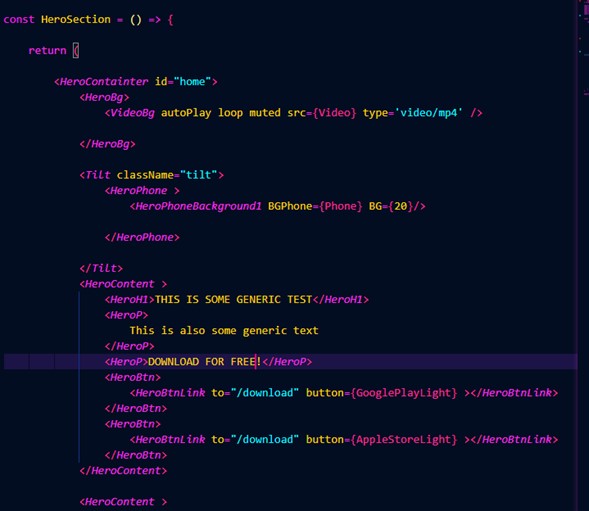 const HeroSection = () => {
return (
<HeroContainter id="home">
<HeroBg>
<VideoBg autoPlay loop muted src={Video} type='video/mp4' />
</HeroBg>
<Tilt className="tilt">
<HeroPhone >
<HeroPhoneBackground1 BGPhone={Phone} BG={20}/>
</HeroPhone>
</Tilt>
<HeroContent >
<HeroH1>THIS IS SOME GENERIC TEST</HeroH1>
<HeroP>
This is also some generic text
</HeroP>
<HeroP>DOWNLOAD FOR FREE!</HeroP>
<HeroBtn>
<HeroBtnLink to="/download" button={GooglePlayLight} ></HeroBtnLink>
</HeroBtn>
<HeroBtn>
<HeroBtnLink to="/download" button={AppleStoreLight} ></HeroBtnLink>
</HeroBtn>
</HeroContent>
<HeroContent >